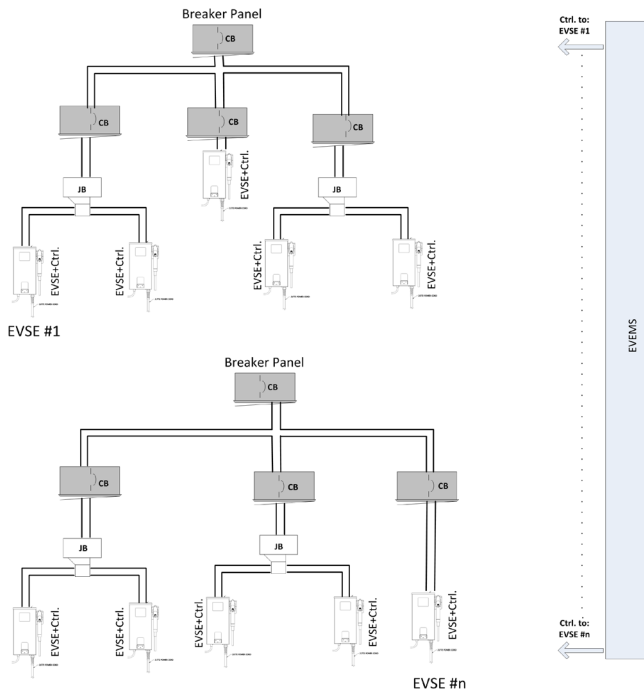 Breaker Panel
CB
CB
CB
CB
JB
EVSE+Ctrl.
JB
EVSE+Ctrl.
EVSE+Ctrl.
EVSE+Ctrl.
EVSE+Ctrl.
EVSE #1
Breaker Panel
CB
CB
CB
CB
JB
JB
EVSE+Ctrl.
EVSE+Ctrl.
EVSE+Ctrl.
EVSE+Ctrl.
EVSE+Ctrl.
EVSE #n
Ctrl. to:
EVSE #1
EVEMS
Ctrl. to:
EVSE #n